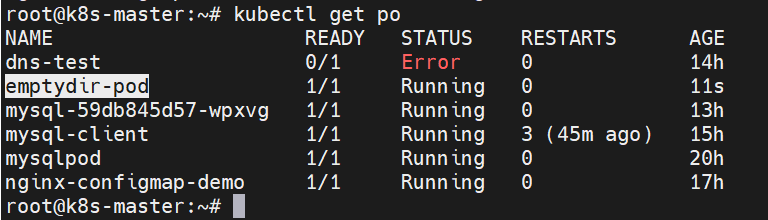 root@k8s-master:~# kubectl get po
NAME                     READY   STATUS    RESTARTS      AGE
dns-test                 0/1     Error     0             14h
emptydir-pod             1/1     Running   0             11s
mysql-59db845d57-wpxvg   1/1     Running   0             13h
mysql-client             1/1     Running   3 (45m ago)   15h
mysqlpod                 1/1     Running   0             20h
nginx-configmap-demo     1/1     Running   0             17h
root@k8s-master:~#